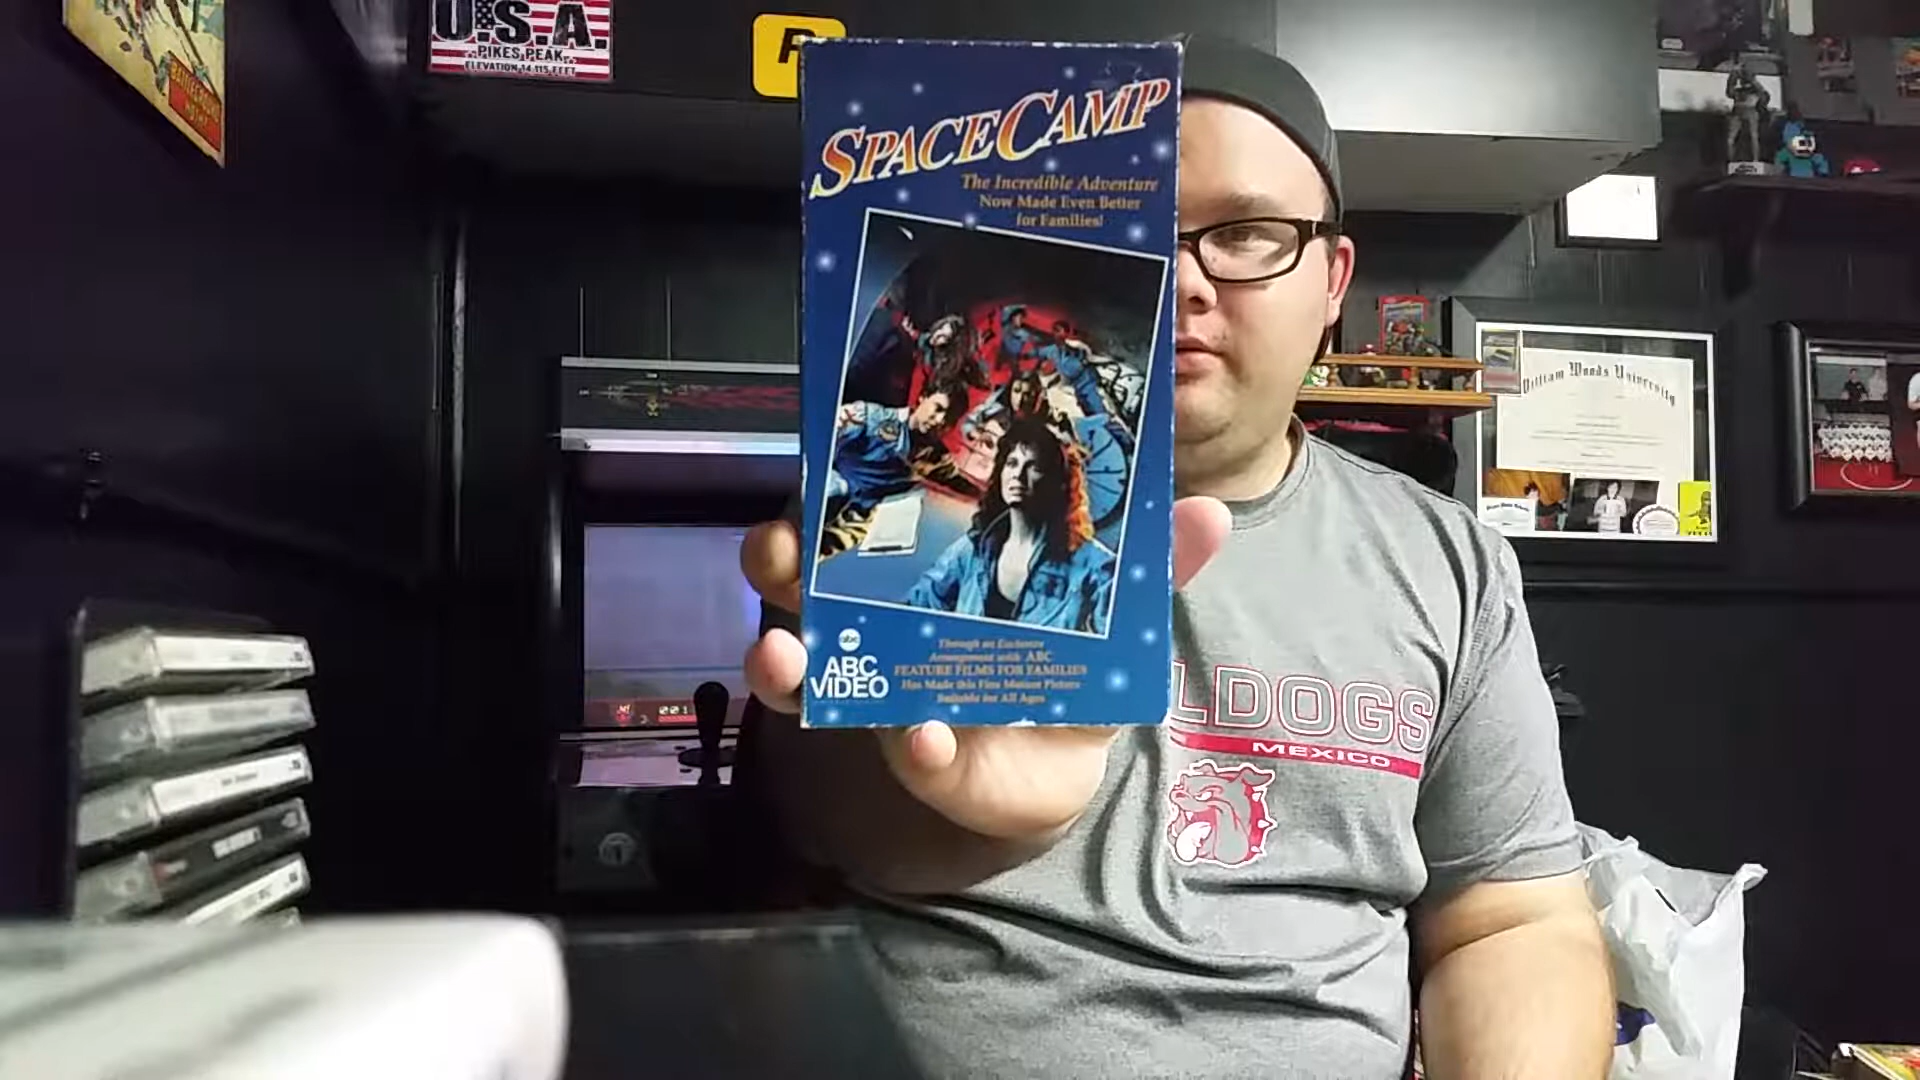 U.S.A.
PIKES PEAK
ELEVATION 14,115 FEET
R
SPACECAMP
The Incredible Adventure
Now Made Even Better
for Families!
abc
ABC
VIDEO
Through an Exclusive
Arrangement with ABC
FEATURE FILMS FOR FAMILIES
Has Made this Fine Motion Picture
Suitable for All Ages
William Woods University
LDOGS
MEXICO